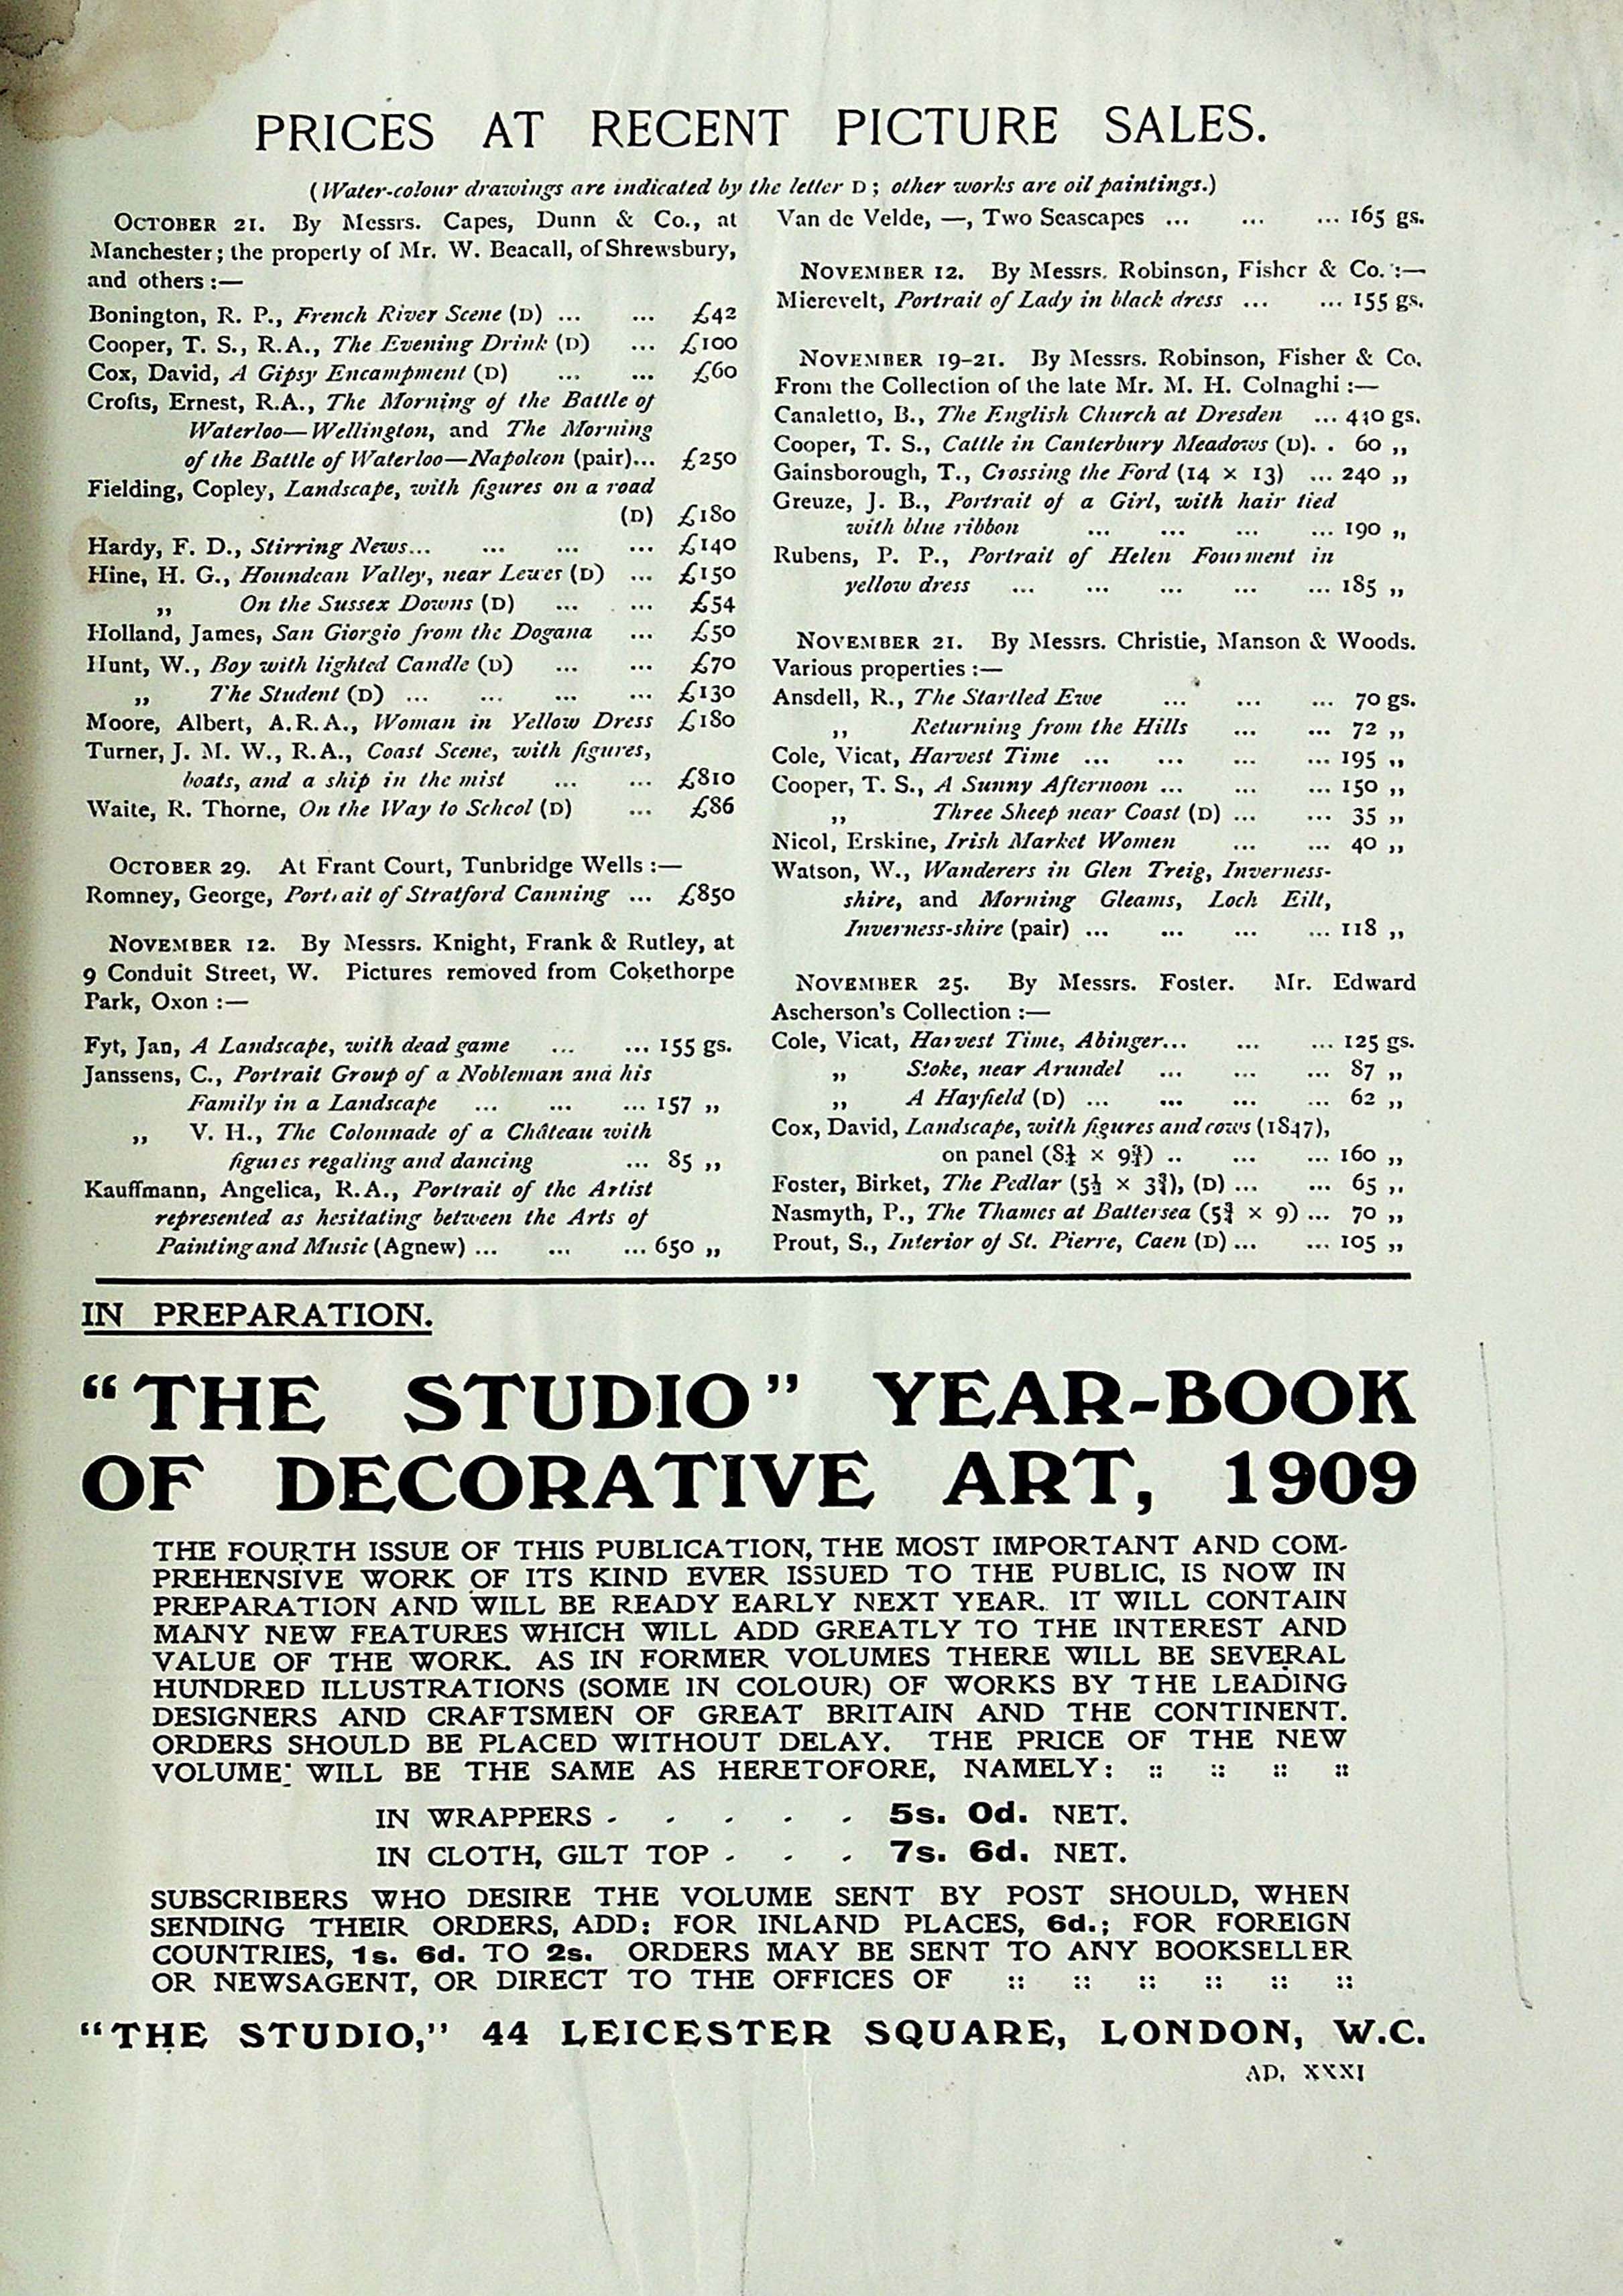 PRICES AT RECENT PICTURE SALES.
(Water-colour drawings are indicated by the letter D; other works are oil paintings.)
OCTOBER 21. By Messrs. Capes, Dunn & Co., at
Manchester; the property of Mr. W. Beacall, of Shrewsbury,
and others:—
Bonington, R. P., French River Scene (D) ... ... £42
Cooper, T. S., R.A., The Evening Drink (D) ... £100
Cox, David, A Gipsy Encampment (D) ... ... £60
Crofts, Ernest, R.A., The Morning of the Battle of
Waterloo—Wellington, and The Morning
of the Battle of Waterloo—Napoleon (pair)... £250
Fielding, Copley, Landscape, with figures on a road
(D) £180
Hardy, F. D., Stirring News... ... ... ... £140
Hine, H. G., Houndean Valley, near Lewes (D) ... £150
„ On the Sussex Downs (D) ... ... £54
Holland, James, San Giorgio from the Dogana ... £50
Hunt, W., Boy with lighted Candle (D) ... ... £70
„ The Student (D) ... ... ... ... £130
Moore, Albert, A.R.A., Woman in Yellow Dress £180
Turner, J. M. W., R.A., Coast Scene, with figures,
boats, and a ship in the mist ... ... £810
Waite, R. Thorne, On the Way to School (D) ... £86
OCTOBER 29. At Frant Court, Tunbridge Wells:—
Romney, George, Portrait of Stratford Canning ... £850
NOVEMBER 12. By Messrs. Knight, Frank & Rutley, at
9 Conduit Street, W. Pictures removed from Cokethorpe
Park, Oxon:—
Fyt, Jan, A Landscape, with dead game ... ... 155 gs.
Janssens, C., Portrait Group of a Nobleman and his
Family in a Landscape ... ... ... 157 „
„ V. H., The Colonnade of a Château with
figures regaling and dancing ... 85 „
Kauffmann, Angelica, R.A., Portrait of the Artist
represented as hesitating between the Arts of
Painting and Music (Agnew) ... ... ... 650 „
Van de Velde, —, Two Seascapes ... ... ... 165 gs.
NOVEMBER 12. By Messrs. Robinson, Fisher & Co.:—
Mierevelt, Portrait of Lady in black dress ... ... 155 gs.
NOVEMBER 19-21. By Messrs. Robinson, Fisher & Co.
From the Collection of the late Mr. M. H. Colnaghi:—
Canaletto, B., The English Church at Dresden ... 410 gs.
Cooper, T. S., Cattle in Canterbury Meadows (D). . 60 „
Gainsborough, T., Crossing the Ford (14 × 13) ... 240 „
Greuze, J. B., Portrait of a Girl, with hair tied
with blue ribbon ... ... ... ... 190 „
Rubens, P. P., Portrait of Helen Fourment in
yellow dress ... ... ... ... ... 185 „
NOVEMBER 21. By Messrs. Christie, Manson & Woods.
Various properties:—
Ansdell, R., The Startled Ewe ... ... ... 70 gs.
„ Returning from the Hills ... ... 72 „
Cole, Vicat, Harvest Time ... ... ... ... 195 „
Cooper, T. S., A Sunny Afternoon ... ... ... 150 „
„ Three Sheep near Coast (D) ... ... 35 „
Nicol, Erskine, Irish Market Women ... ... 40 „
Watson, W., Wanderers in Glen Treig, Inverness-
shire, and Morning Gleams, Loch Eilt,
Inverness-shire (pair) ... ... ... ... 118 „
NOVEMBER 25. By Messrs. Foster. Mr. Edward
Ascherson's Collection:—
Cole, Vicat, Harvest Time, Abinger... ... ... 125 gs.
„ Stoke, near Arundel ... ... ... 87 „
„ A Hayfield (D) ... ... ... ... 62 „
Cox, David, Landscape, with figures and cows (1847),
on panel (8½ × 9¾) .. ... ... 160 „
Foster, Birket, The Pedlar (5½ × 3¾), (D) ... ... 65 „
Nasmyth, P., The Thames at Battersea (5¾ × 9) ... 70 „
Prout, S., Interior of St. Pierre, Caen (D) ... ... 105 „
IN PREPARATION.
"THE STUDIO" YEAR-BOOK
OF DECORATIVE ART, 1909
THE FOURTH ISSUE OF THIS PUBLICATION, THE MOST IMPORTANT AND COM-
PREHENSIVE WORK OF ITS KIND EVER ISSUED TO THE PUBLIC, IS NOW IN
PREPARATION AND WILL BE READY EARLY NEXT YEAR. IT WILL CONTAIN
MANY NEW FEATURES WHICH WILL ADD GREATLY TO THE INTEREST AND
VALUE OF THE WORK. AS IN FORMER VOLUMES THERE WILL BE SEVERAL
HUNDRED ILLUSTRATIONS (SOME IN COLOUR) OF WORKS BY THE LEADING
DESIGNERS AND CRAFTSMEN OF GREAT BRITAIN AND THE CONTINENT.
ORDERS SHOULD BE PLACED WITHOUT DELAY. THE PRICE OF THE NEW
VOLUME WILL BE THE SAME AS HERETOFORE, NAMELY: :: :: :: ::
IN WRAPPERS - - - - - 5s. 0d. NET.
IN CLOTH, GILT TOP - - - 7s. 6d. NET.
SUBSCRIBERS WHO DESIRE THE VOLUME SENT BY POST SHOULD, WHEN
SENDING THEIR ORDERS, ADD: FOR INLAND PLACES, 6d.; FOR FOREIGN
COUNTRIES, 1s. 6d. TO 2s. ORDERS MAY BE SENT TO ANY BOOKSELLER
OR NEWSAGENT, OR DIRECT TO THE OFFICES OF :: :: :: :: :: ::
"THE STUDIO," 44 LEICESTER SQUARE, LONDON, W.C.
AD. XXXI